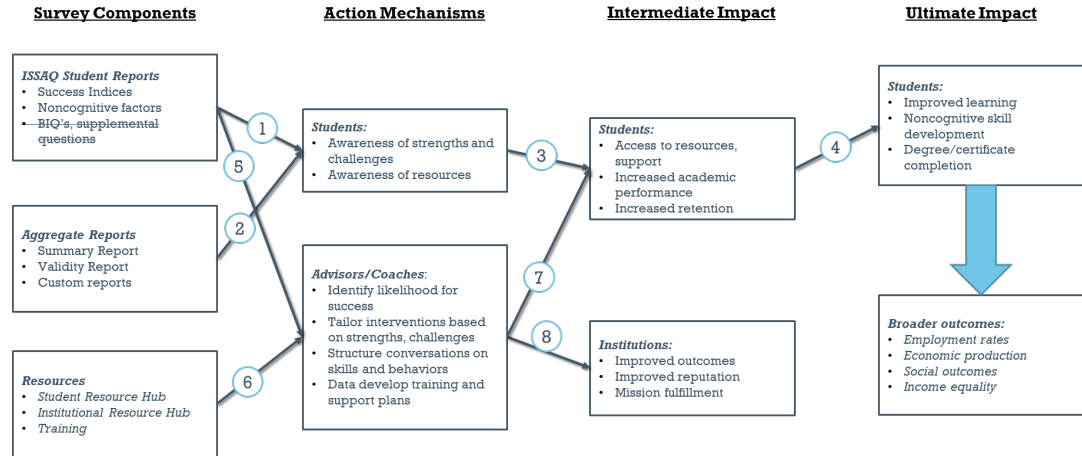 Survey Components
Action Mechanisms
Intermediate Impact
Ultimate Impact
ISSAQ Student Reports
• Success Indices
• Noncognitive factors
• BIQ's, supplemental
questions
Aggregate Reports
• Summary Report
• Validity Report
• Custom reports
Resources
• Student Resource Hub
• Institutional Resource Hub
• Training
1
5
2
6
Students:
• Awareness of strengths and
challenges
• Awareness of resources
Advisors/Coaches:
• Identify likelihood for
success
• Tailor interventions based
on strengths, challenges
• Structure conversations on
skills and behaviors
• Data develop training and
support plans
3
7
8
Students:
• Access to resources,
support
• Increased academic
performance
• Increased retention
Institutions:
• Improved outcomes
• Improved reputation
• Mission fulfillment
4
Students:
• Improved learning
• Noncognitive skill
development
• Degree/certificate
completion
Broader outcomes:
• Employment rates
• Economic production
• Social outcomes
• Income equality